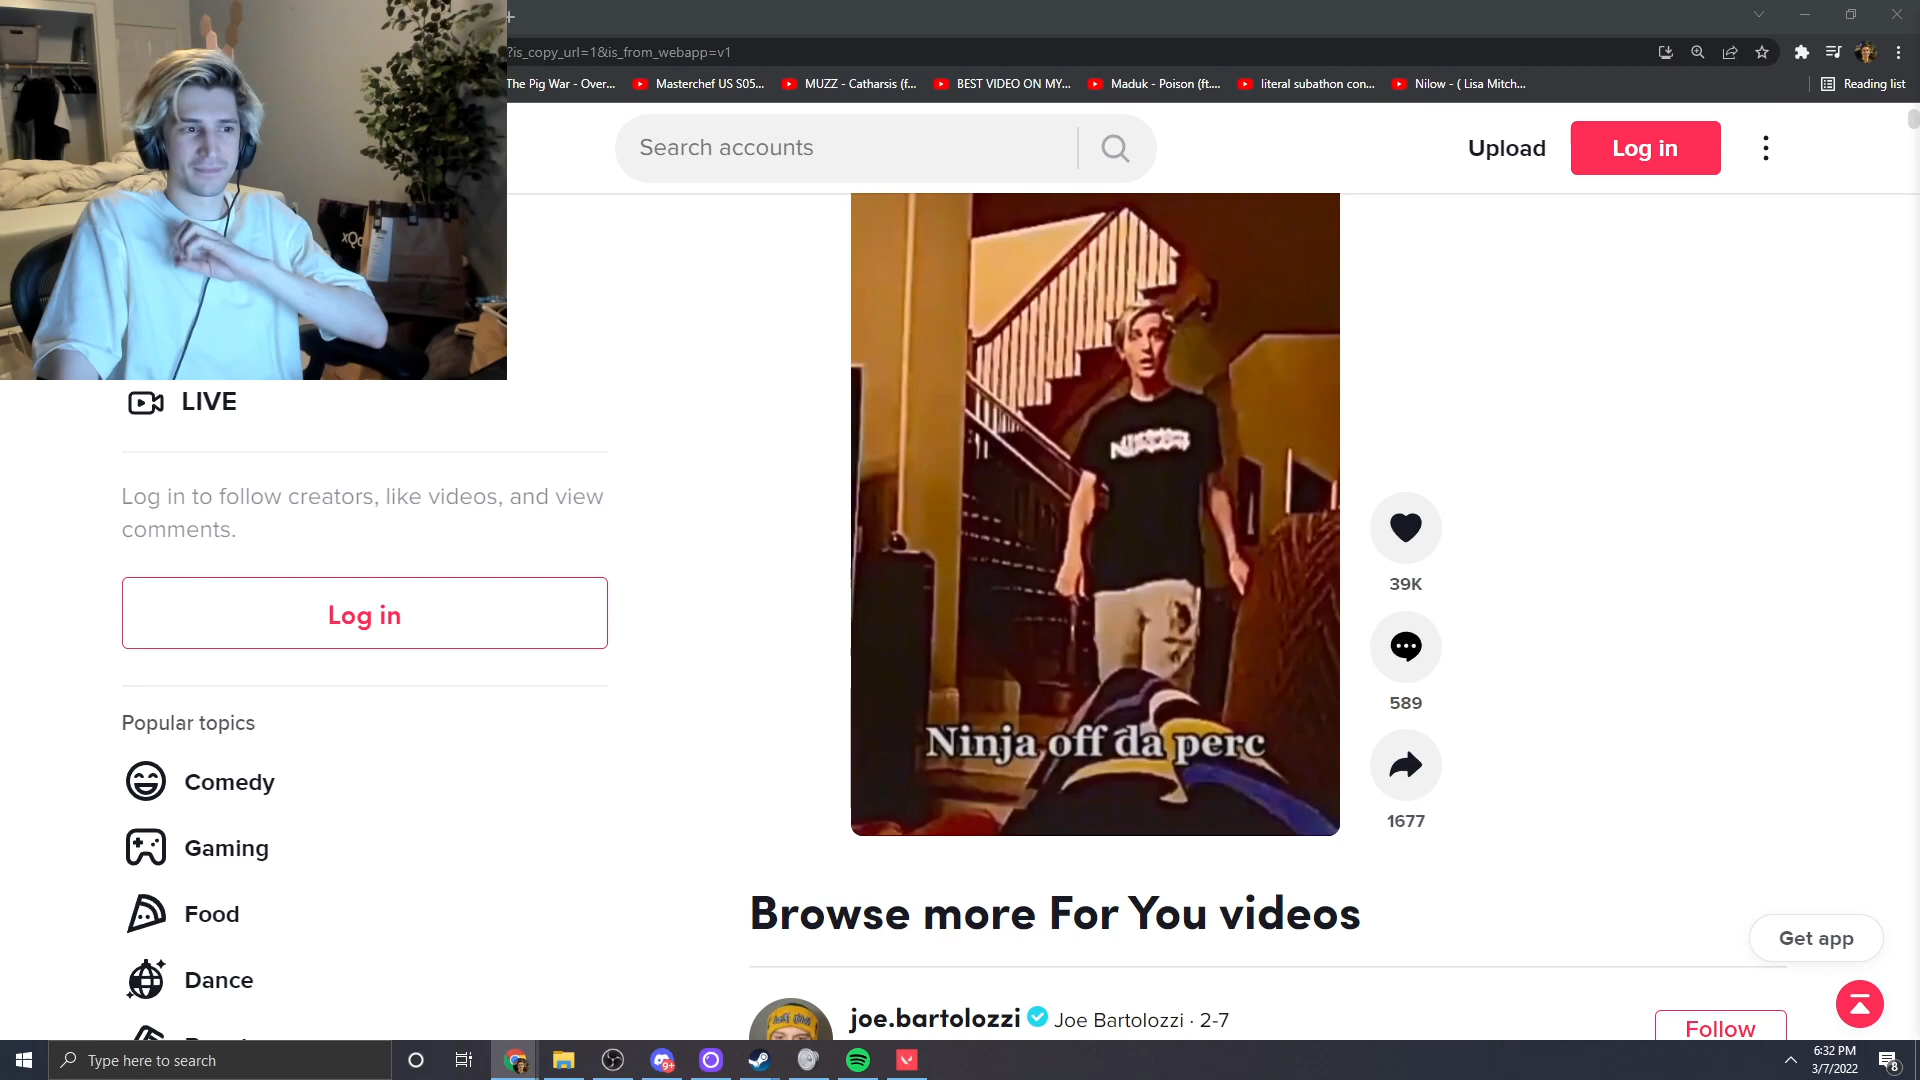 ?is_copy_url=1&is_from_webapp=v1
The Pig War - Over...
Masterchef US S05...
MUZZ - Catharsis (f...
BEST VIDEO ON MY...
Maduk - Poison (ft....
literal subathon con...
Nilow - ( Lisa Mitch...
Reading list
Search accounts
Upload
Log in
xQc
LIVE
Log in to follow creators, like videos, and view
comments.
Log in
Popular topics
Comedy
Gaming
Food
Dance
Ninja off da perc
39K
589
1677
Browse more For You videos
Get app
joe.bartolozzi Joe Bartolozzi · 2-7
Follow
Type here to search
9+
6:32 PM
3/7/2022
8